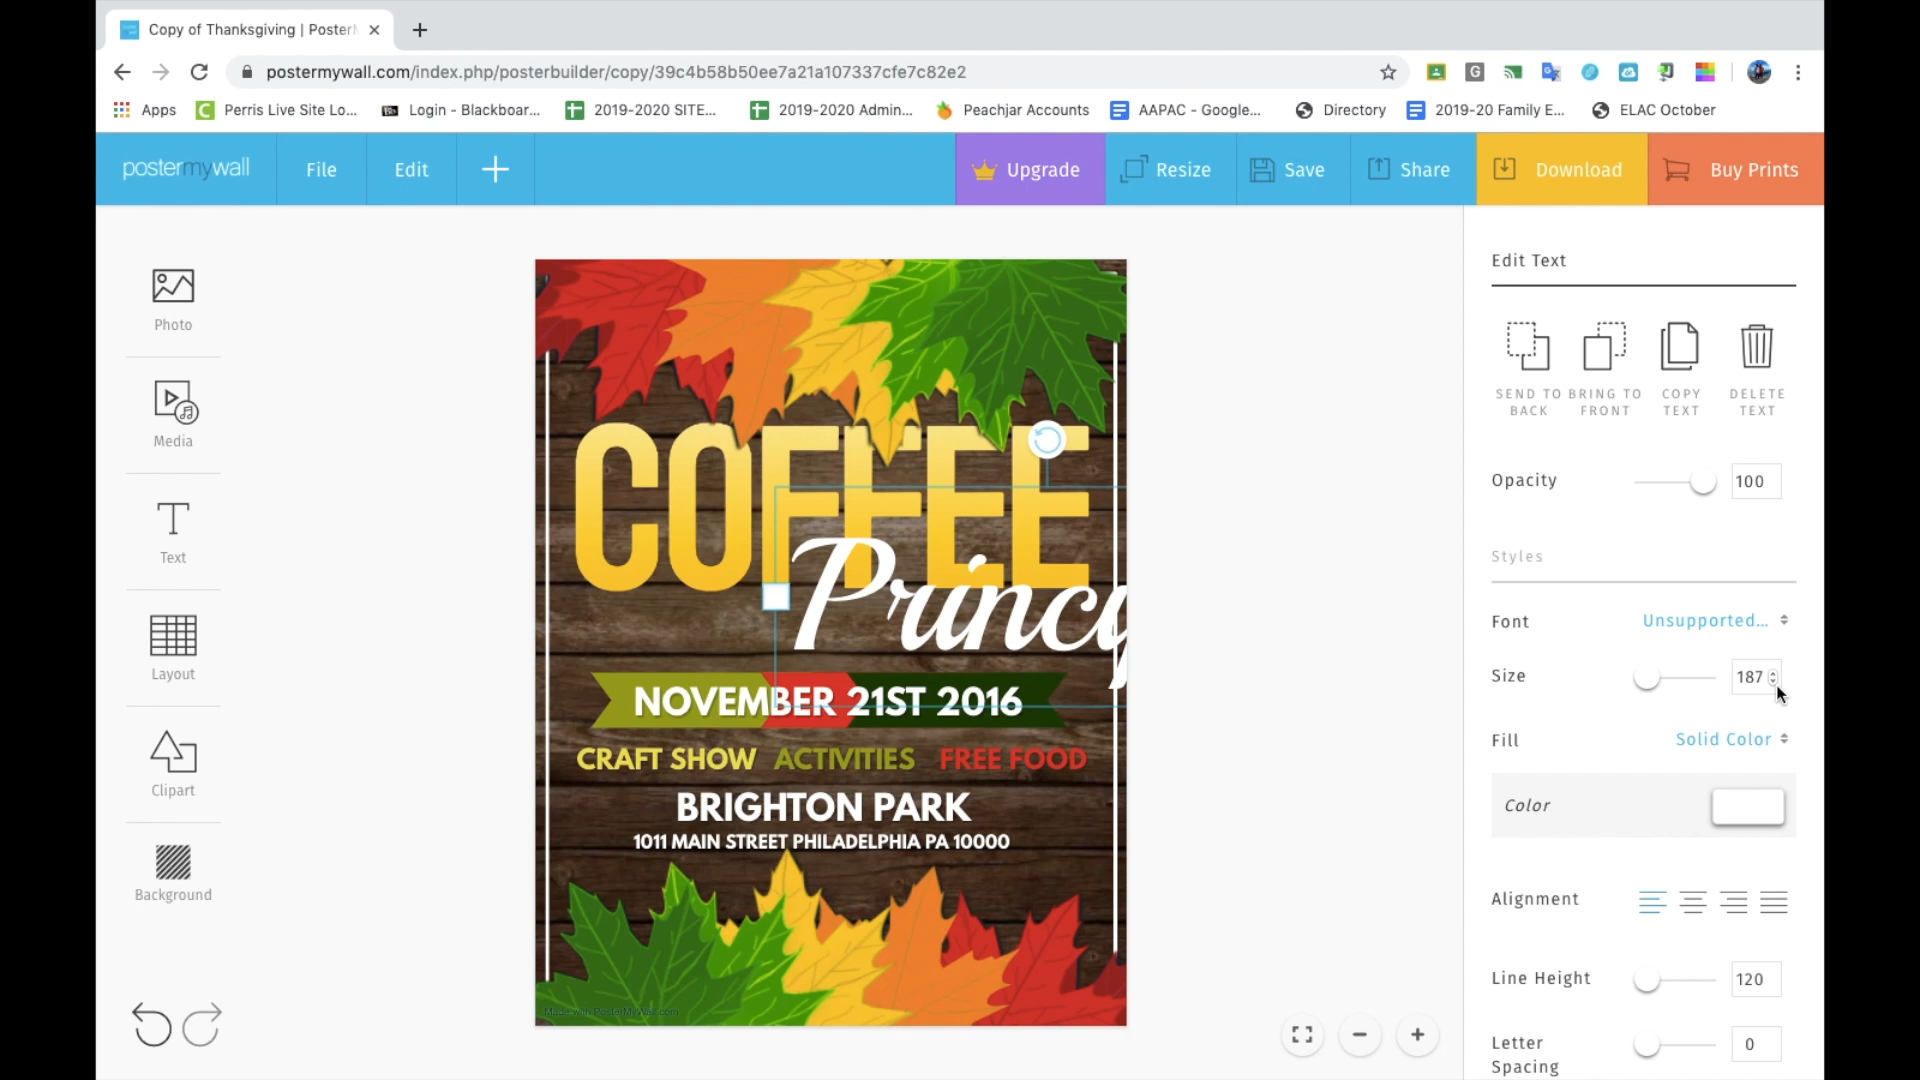 Copy of Thanksgiving | Poster
postermywall.com/index.php/posterbuilder/copy/39c4b58b50ee7a21a107337cfe7c82e2
Apps
Perris Live Site Lo...
Login - Blackboar...
2019-2020 SITE...
2019-2020 Admin...
Peachjar Accounts
AAPAC - Google...
Directory
2019-20 Family E...
ELAC October
postermywall
File
Edit
Upgrade
Resize
Save
Share
Download
Buy Prints
Photo
Media
Text
Layout
Clipart
Background
COFFEE
Princ
NOVEMBER 21ST 2016
CRAFT SHOW ACTIVITIES FREE FOOD
BRIGHTON PARK
1011 MAIN STREET PHILADELPHIA PA 10000
Made with PosterMyWall.com
Edit Text
SEND TO BACK
BRING TO FRONT
COPY TEXT
DELETE TEXT
Opacity 100
Styles
Font Unsupported...
Size 187
Fill Solid Color
Color
Alignment
Line Height 120
Letter Spacing 0